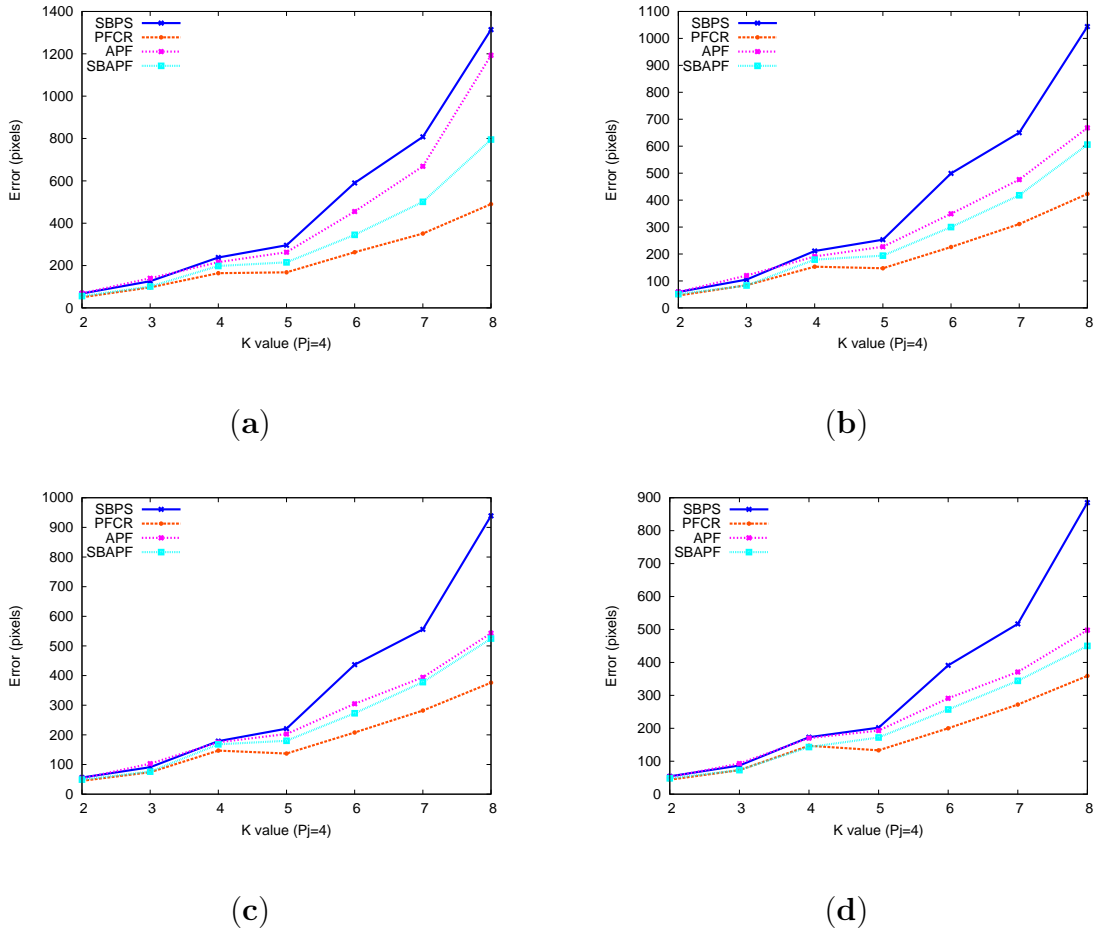 1400
1200
1000
800
600
400
200
0
Error (pixels)
SBPS
PFCR
APF
SBAPF
2 3 4 5 6 7 8
K value (Pj=4)
(a)
1100
1000
900
800
700
600
500
400
300
200
100
0
Error (pixels)
SBPS
PFCR
APF
SBAPF
2 3 4 5 6 7 8
K value (Pj=4)
(b)
1000
900
800
700
600
500
400
300
200
100
0
Error (pixels)
SBPS
PFCR
APF
SBAPF
2 3 4 5 6 7 8
K value (Pj=4)
(c)
900
800
700
600
500
400
300
200
100
0
Error (pixels)
SBPS
PFCR
APF
SBAPF
2 3 4 5 6 7 8
K value (Pj=4)
(d)